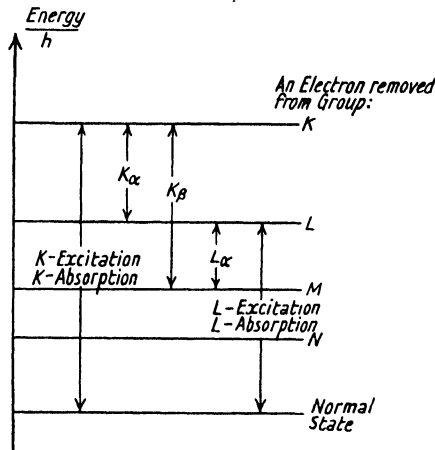 Energy
h
An Electron removed
from Group:
K
Kα
Kβ
L
K-Excitation
K-Absorption
Lα
M
L-Excitation
L-Absorption
N
Normal
State